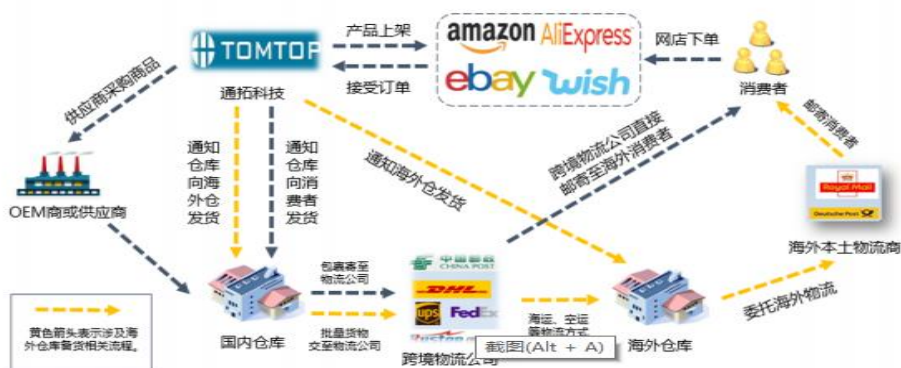 TOMTOP
通拓科技
产品上架
接受订单
amazon
AliExpress
ebay
wish
网店下单
消费者
供应商采购商品
OEM商或供应商
通知
仓库
向海
外仓
发货
通知
仓库
向消
费者
发货
通知海外仓发货
跨境物流公司直接
邮寄至海外消费者
邮寄消费者
Royal Mail
Deutsche Post
海外本土物流商
委托海外物流
国内仓库
包裹寄至
物流公司
批量货物
交至物流公司
中国邮政
CHINA POST
DHL
ups
FedEx
跨境物流公司
海运、空运
等物流方式
截图(Alt + A)
海外仓库
黄色箭头表示涉及海
外仓库备货相关流程。